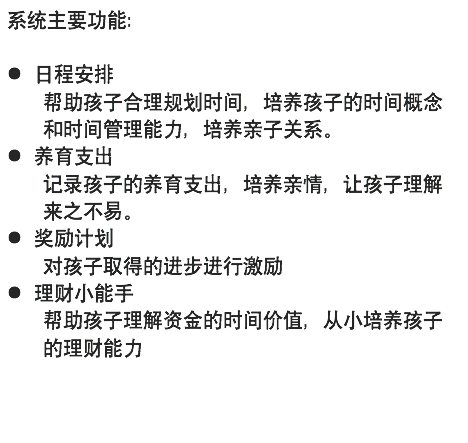 系统主要功能:
● 日程安排
帮助孩子合理规划时间，培养孩子的时间概念
和时间管理能力，培养亲子关系。
● 养育支出
记录孩子的养育支出，培养亲情，让孩子理解
来之不易。
● 奖励计划
对孩子取得的进步进行激励
● 理财小能手
帮助孩子理解资金的时间价值，从小培养孩子
的理财能力